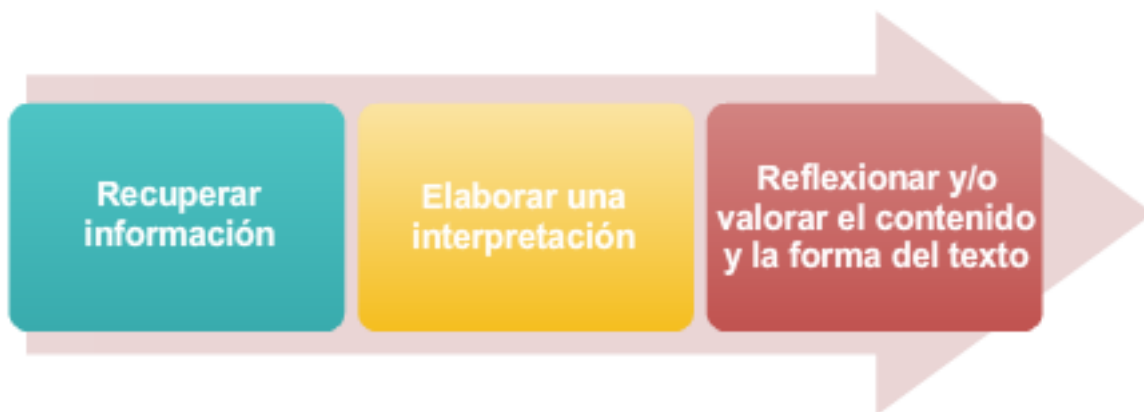 Recuperar
información
Elaborar una
interpretación
Reflexionar y/o
valorar el contenido
y la forma del texto